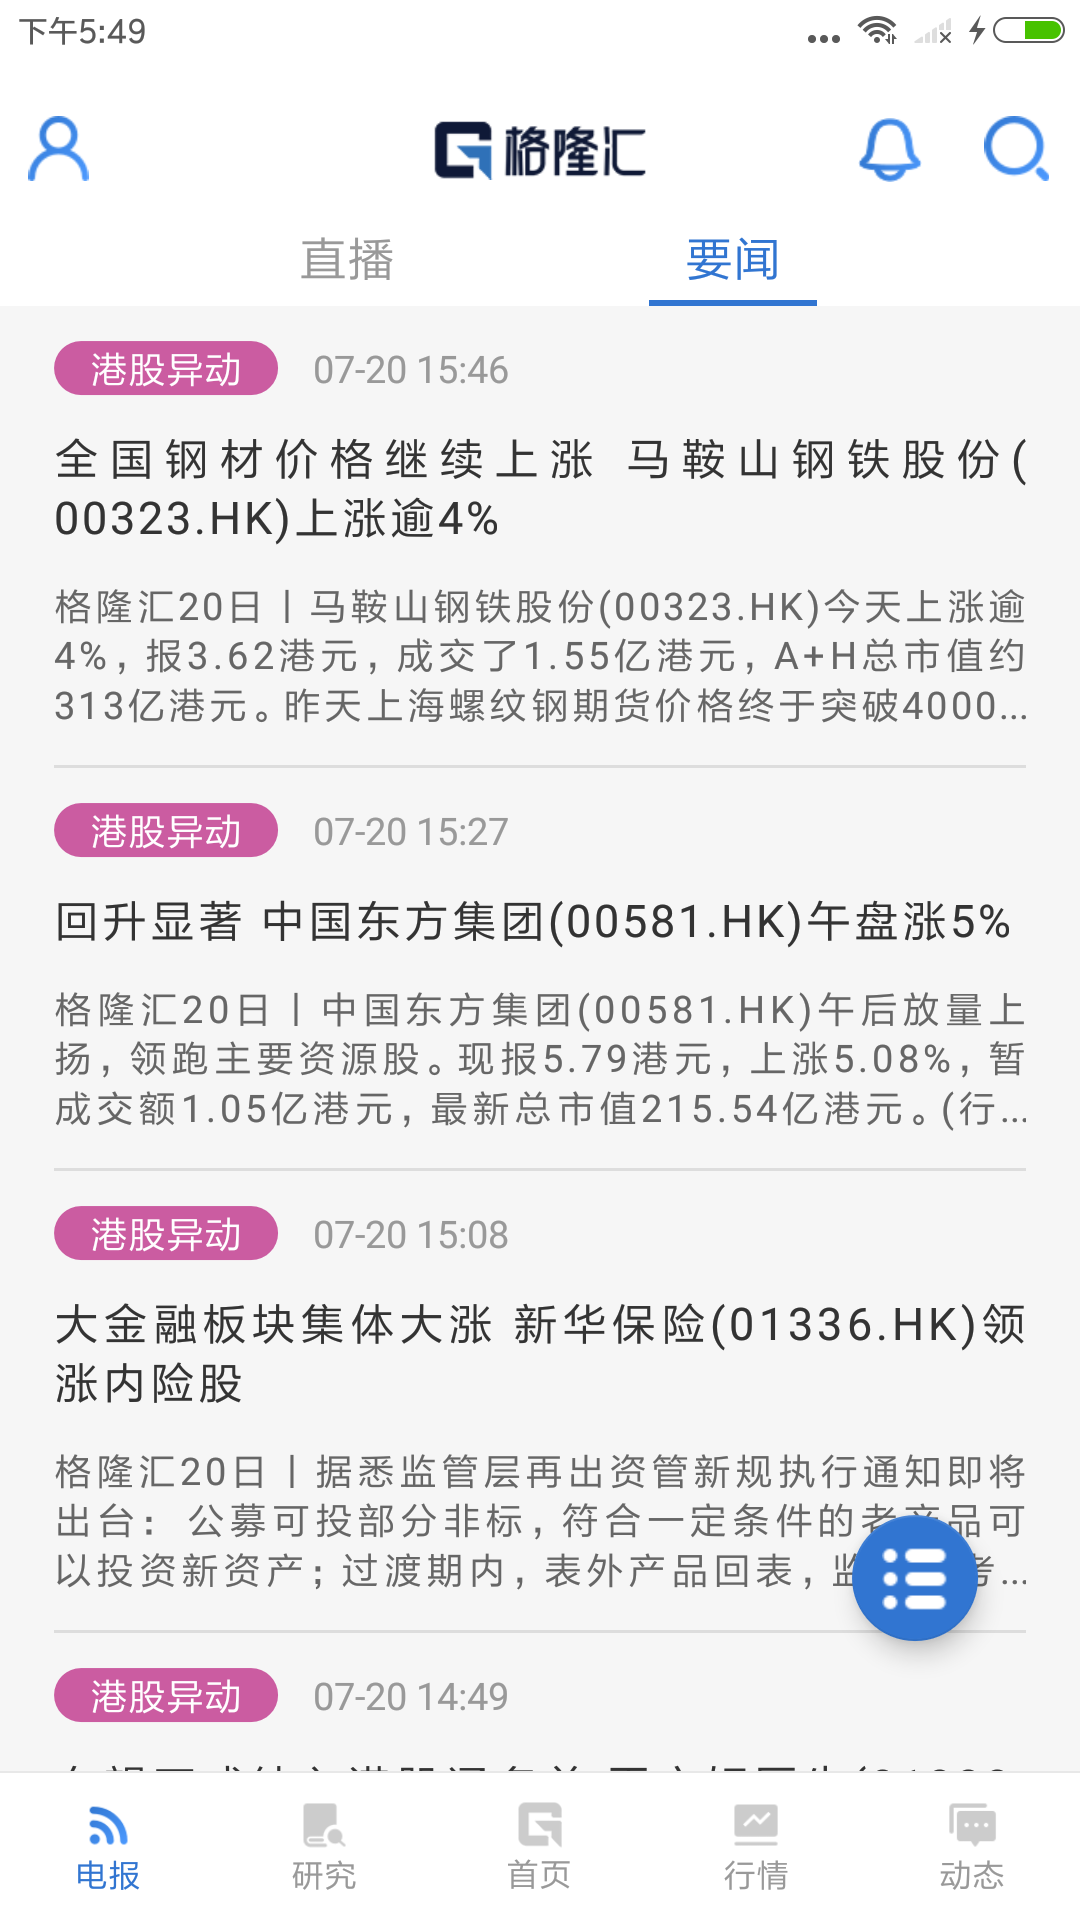 下午5:49
格隆汇
直播
要闻
港股异动 07-20 15:46
全国钢材价格继续上涨 马鞍山钢铁股份(
00323.HK)上涨逾4%
格隆汇20日丨马鞍山钢铁股份(00323.HK)今天上涨逾
4%，报3.62港元，成交了1.55亿港元，A+H总市值约
313亿港元。昨天上海螺纹钢期货价格终于突破4000...
港股异动 07-20 15:27
回升显著 中国东方集团(00581.HK)午盘涨5%
格隆汇20日丨中国东方集团(00581.HK)午后放量上
扬，领跑主要资源股。现报5.79港元，上涨5.08%，暂
成交额1.05亿港元，最新总市值215.54亿港元。(行...
港股异动 07-20 15:08
大金融板块集体大涨 新华保险(01336.HK)领
涨内险股
格隆汇20日丨据悉监管层再出资管新规执行通知即将
出台：公募可投部分非标，符合一定条件的老产品可
以投资新资产；过渡期内，表外产品回表，监 考...
港股异动 07-20 14:49
电报
研究
首页
行情
动态